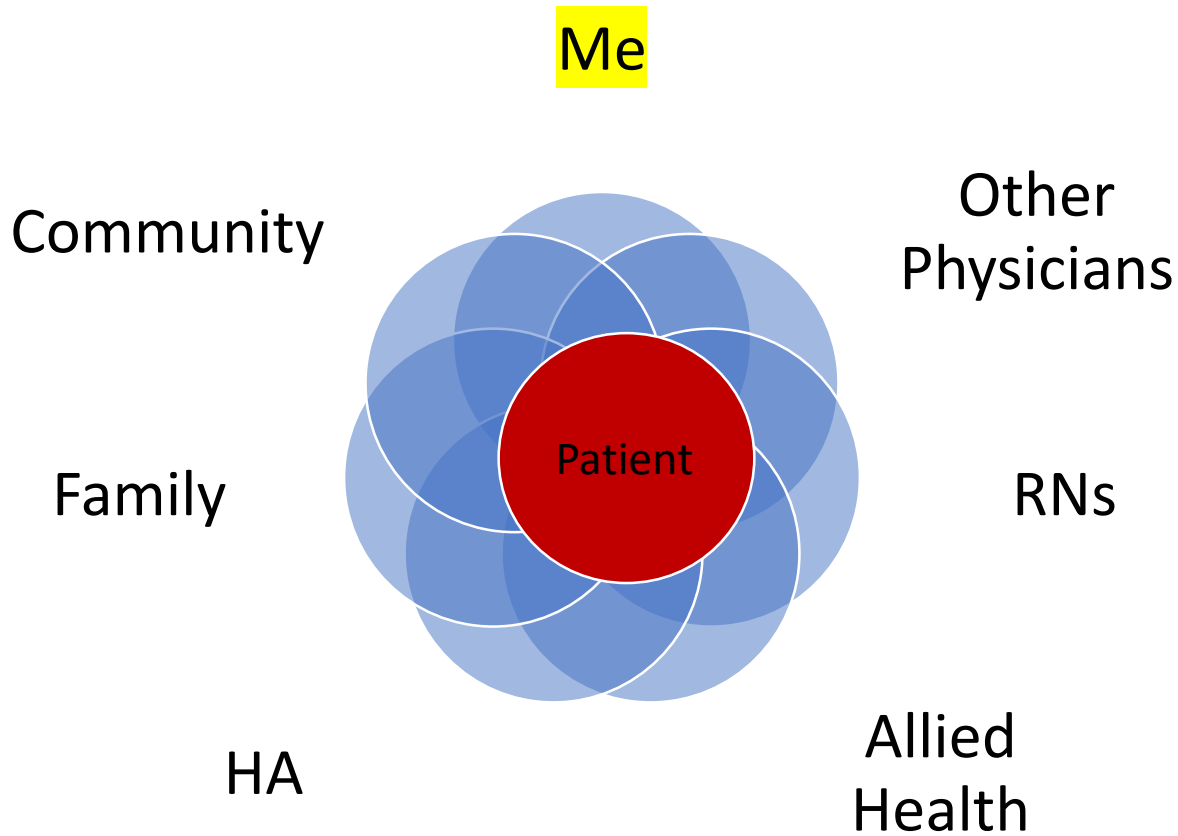 Me
Community
Other
Physicians
Patient
Family
RNs
HA
Allied
Health